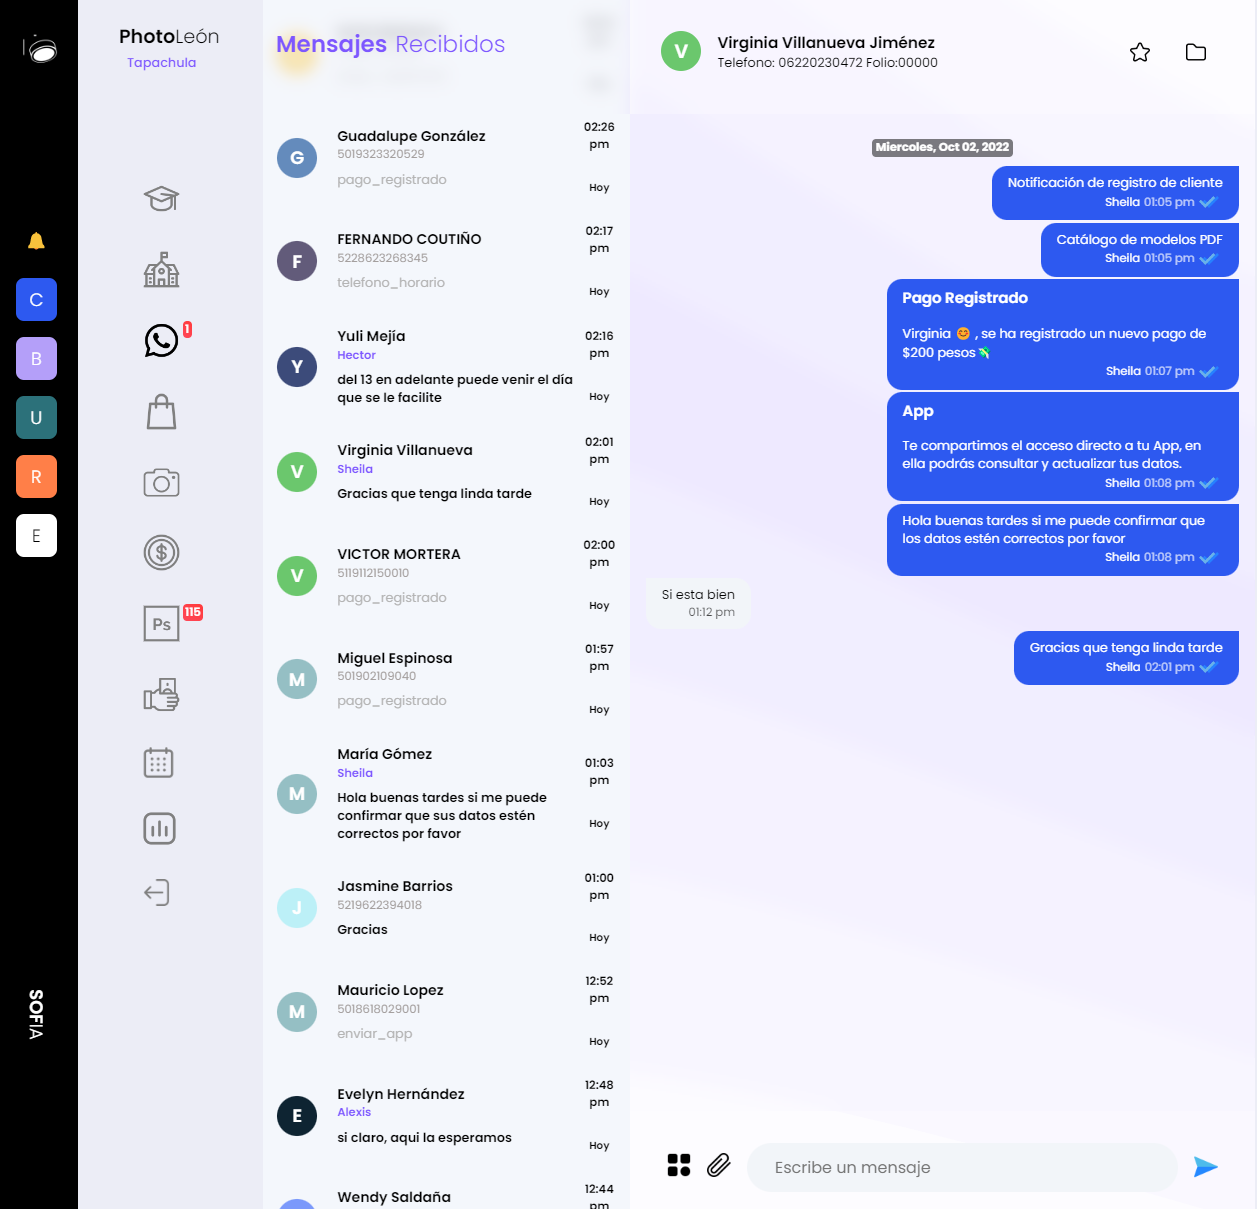 C
B
U
R
E
SOFIA
PhotoLeón
Tapachula
1
Ps
115
Mensajes Recibidos
G
Guadalupe González
5019323320529
pago_registrado
02:26
pm
Hoy
F
FERNANDO COUTIÑO
5228623268345
telefono_horario
02:17
pm
Hoy
Y
Yuli Mejía
Hector
del 13 en adelante puede venir el día
que se le facilite
02:16
pm
Hoy
V
Virginia Villanueva
Sheila
Gracias que tenga linda tarde
02:01
pm
Hoy
V
VICTOR MORTERA
5119112150010
pago_registrado
02:00
pm
Hoy
M
Miguel Espinosa
501902109040
pago_registrado
01:57
pm
Hoy
M
María Gómez
Sheila
Hola buenas tardes si me puede
confirmar que sus datos estén
correctos por favor
01:03
pm
Hoy
J
Jasmine Barrios
5219622394018
Gracias
01:00
pm
Hoy
M
Mauricio Lopez
5018618029001
enviar_app
12:52
pm
Hoy
E
Evelyn Hernández
Alexis
si claro, aqui la esperamos
12:48
pm
Hoy
Wendy Saldaña
12:44
pm
V
Virginia Villanueva Jiménez
Telefono: 06220230472 Folio:00000
Miercoles, Oct 02, 2022
Notificación de registro de cliente
Sheila 01:05 pm
Catálogo de modelos PDF
Sheila 01:05 pm
Pago Registrado
Virginia 😊 , se ha registrado un nuevo pago de
$200 pesos💸
Sheila 01:07 pm
App
Te compartimos el acceso directo a tu App, en
ella podrás consultar y actualizar tus datos.
Sheila 01:08 pm
Hola buenas tardes si me puede confirmar que
los datos estén correctos por favor
Sheila 01:08 pm
Si esta bien
01:12 pm
Gracias que tenga linda tarde
Sheila 02:01 pm
Escribe un mensaje